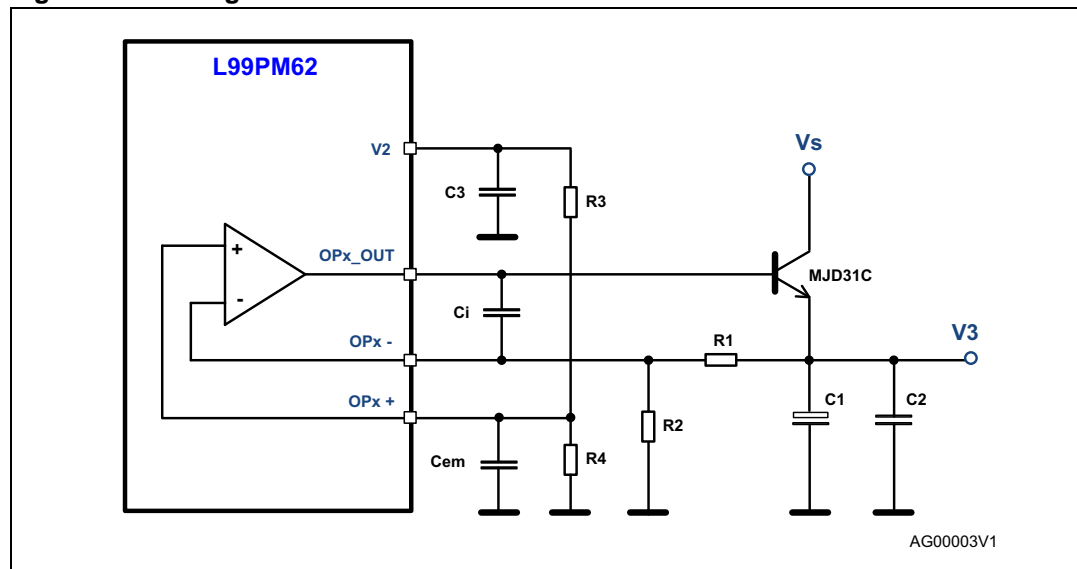 L99PM62
V2
Vs
C3
R3
OPx_OUT
MJD31C
+
-
Ci
V3
OPx -
R1
C1
C2
OPx +
R2
Cem
R4
AG00003V1